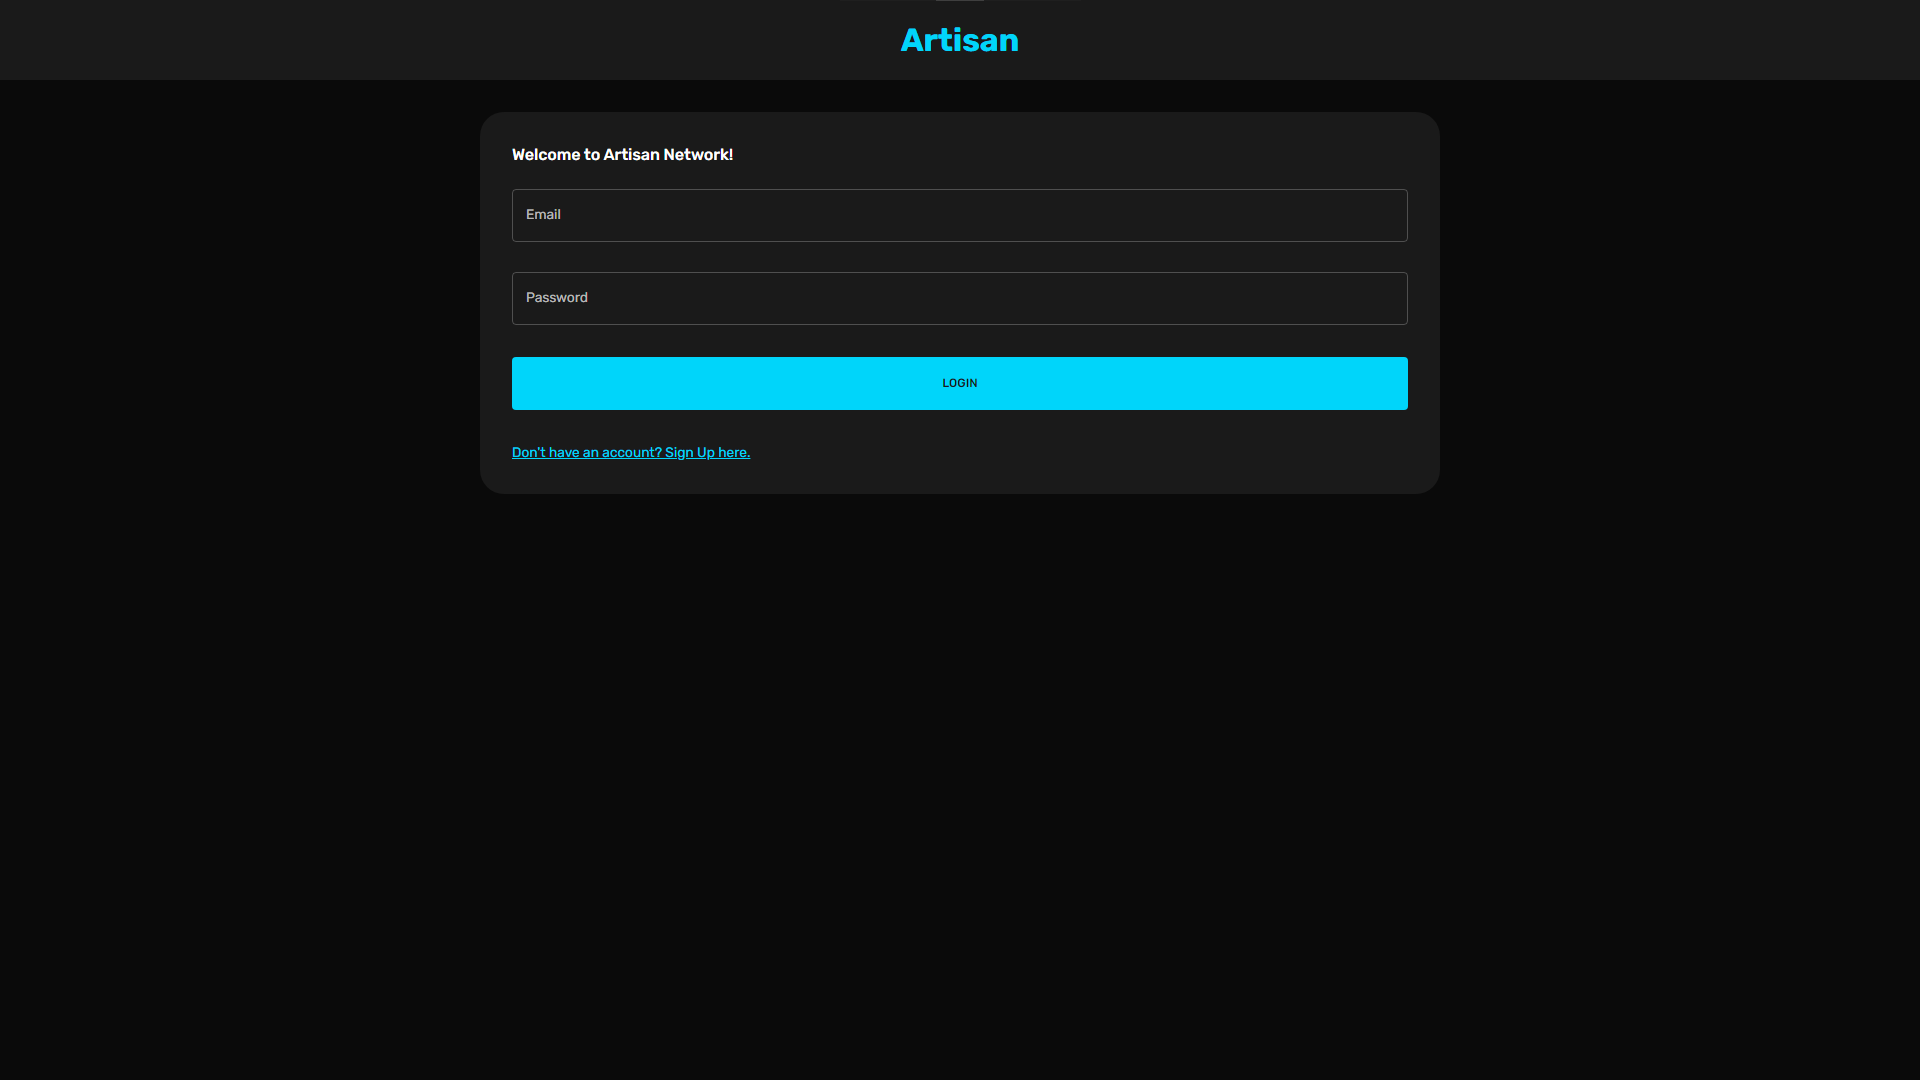 Artisan
Welcome to Artisan Network!
Email
Password
LOGIN
Don't have an account? Sign Up here.